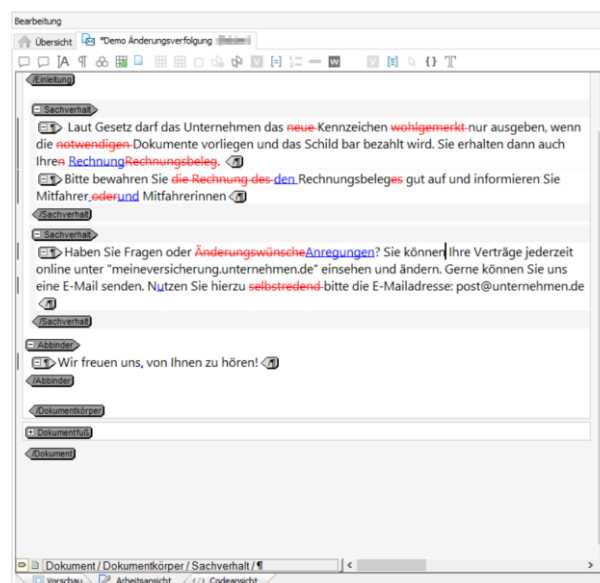 Bearbeitung
Übersicht *Demo Änderungsverfolgung
/Einleitung
Sachverhalt
Laut Gesetz darf das Unternehmen das neue Kennzeichen wohlgemerkt nur ausgeben, wenn
die notwendigen Dokumente vorliegen und das Schild bar bezahlt wird. Sie erhalten dann auch
Ihren RechnungRechnungsbeleg.
Bitte bewahren Sie die Rechnung des den Rechnungsbeleges gut auf und informieren Sie
Mitfahrer oderund Mitfahrerinnen
/Sachverhalt
Sachverhalt
Haben Sie Fragen oder ÄnderungswünscheAnregungen? Sie können Ihre Verträge jederzeit
online unter "meineversicherung.unternehmen.de" einsehen und ändern. Gerne können Sie uns
eine E-Mail senden. Nutzen Sie hierzu selbstredend bitte die E-Mailadresse: post@unternehmen.de
/Sachverhalt
Abbinder
Wir freuen uns, von Ihnen zu hören!
/Abbinder
/Dokumentkörper
Dokumentfuß
/Dokument
Dokument / Dokumentkörper / Sachverhalt / ¶
Vorschau Arbeitsansicht Codeansicht